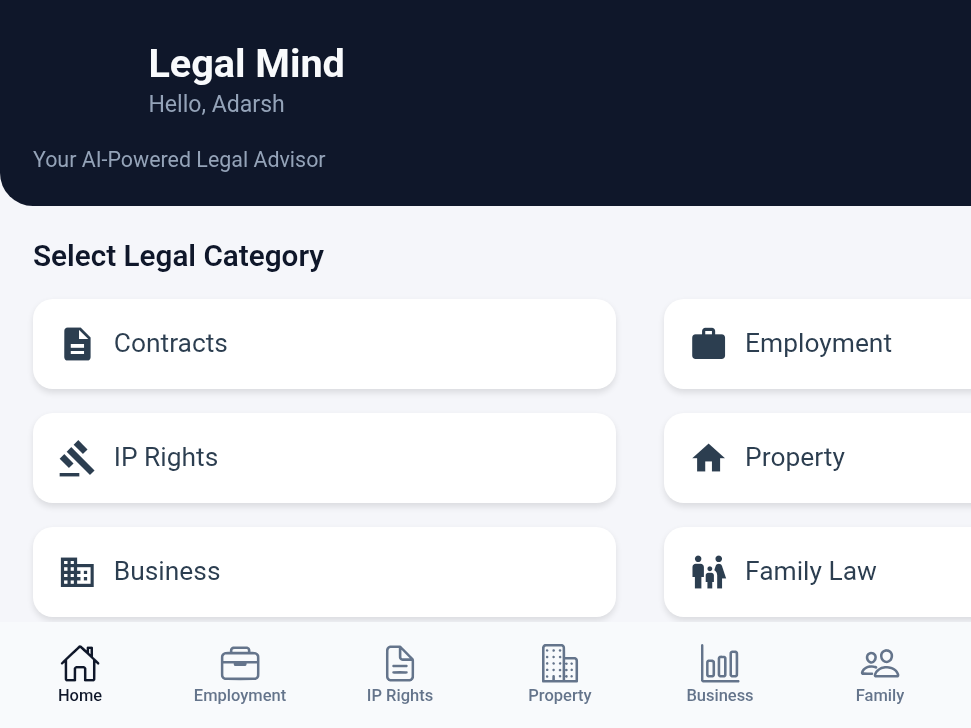 Legal Mind
Hello, Adarsh
Your AI-Powered Legal Advisor
Select Legal Category
Contracts
Employment
IP Rights
Property
Business
Family Law
Home
Employment
IP Rights
Property
Business
Family